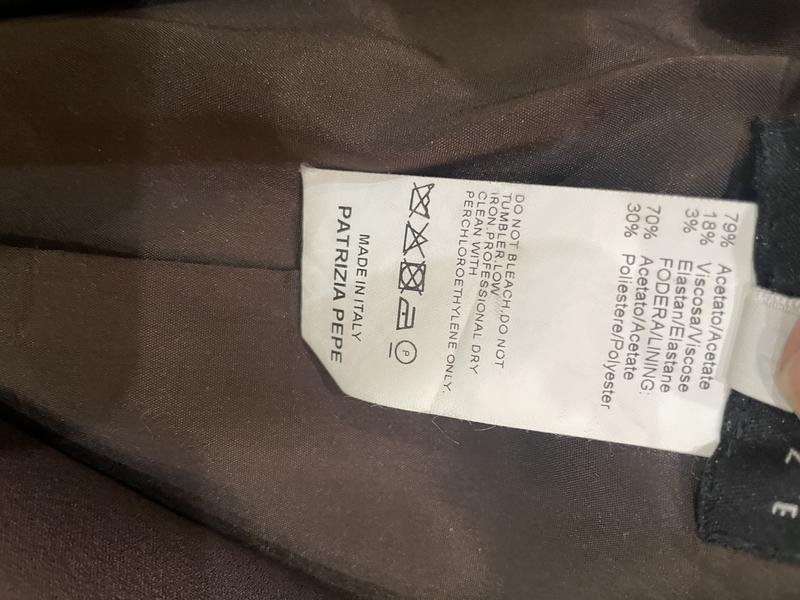 79% Acetato/Acetate
18% Viscosa/Viscose
3% Elastan/Elastane
FODERA/LINING:
70% Acetato/Acetate
30% Poliestere/Polyester
DO NOT BLEACH,DO NOT
TUMBLER.LOW
IRON.PROFESSIONAL DRY
CLEAN WITH
PERCHLOROETHYLENE ONLY.
P
MADE IN ITALY
PATRIZIA PEPE
Z E